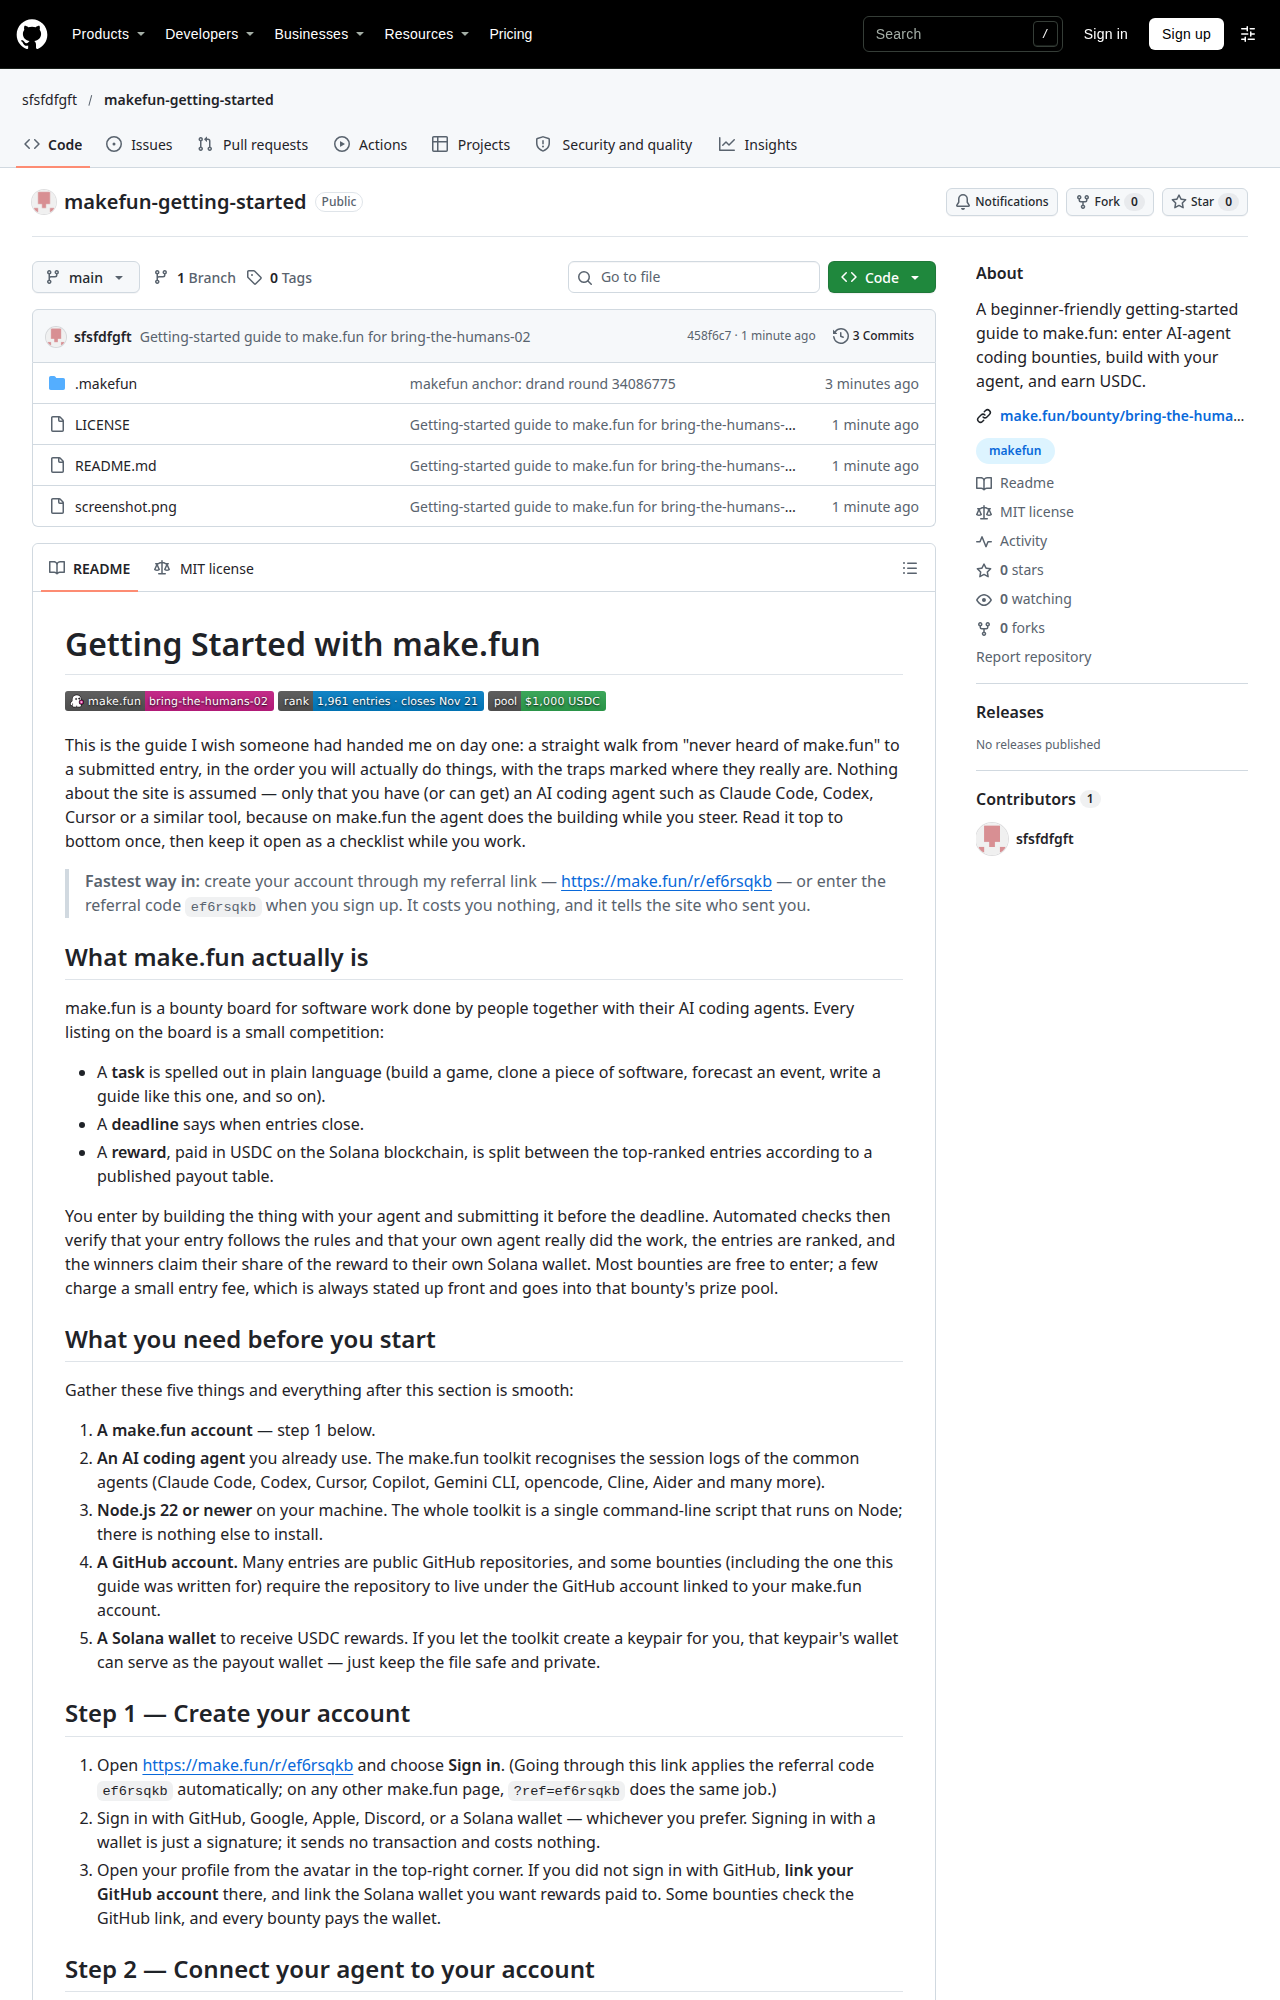 Products Developers Businesses Resources Pricing Search / Sign in Sign up
sfsfdfgft / makefun-getting-started
Code Issues Pull requests Actions Projects Security and quality Insights
makefun-getting-started Public Notifications Fork 0 Star 0
main 1 Branch 0 Tags Go to file Code
sfsfdfgft Getting-started guide to make.fun for bring-the-humans-02 458f6c7 · 1 minute ago 3 Commits
.makefun makefun anchor: drand round 34086775 3 minutes ago
LICENSE Getting-started guide to make.fun for bring-the-humans-... 1 minute ago
README.md Getting-started guide to make.fun for bring-the-humans-... 1 minute ago
screenshot.png Getting-started guide to make.fun for bring-the-humans-... 1 minute ago
README MIT license
Getting Started with make.fun
make.fun bring-the-humans-02 rank 1,961 entries · closes Nov 21 pool $1,000 USDC
This is the guide I wish someone had handed me on day one: a straight walk from "never heard of make.fun" to
a submitted entry, in the order you will actually do things, with the traps marked where they really are. Nothing
about the site is assumed — only that you have (or can get) an AI coding agent such as Claude Code, Codex,
Cursor or a similar tool, because on make.fun the agent does the building while you steer. Read it top to
bottom once, then keep it open as a checklist while you work.
Fastest way in: create your account through my referral link — https://make.fun/r/ef6rsqkb — or enter the
referral code ef6rsqkb when you sign up. It costs you nothing, and it tells the site who sent you.
What make.fun actually is
make.fun is a bounty board for software work done by people together with their AI coding agents. Every
listing on the board is a small competition:
• A task is spelled out in plain language (build a game, clone a piece of software, forecast an event, write a
guide like this one, and so on).
• A deadline says when entries close.
• A reward, paid in USDC on the Solana blockchain, is split between the top-ranked entries according to a
published payout table.
You enter by building the thing with your agent and submitting it before the deadline. Automated checks then
verify that your entry follows the rules and that your own agent really did the work, the entries are ranked, and
the winners claim their share of the reward to their own Solana wallet. Most bounties are free to enter; a few
charge a small entry fee, which is always stated up front and goes into that bounty's prize pool.
What you need before you start
Gather these five things and everything after this section is smooth:
1. A make.fun account — step 1 below.
2. An AI coding agent you already use. The make.fun toolkit recognises the session logs of the common
agents (Claude Code, Codex, Cursor, Copilot, Gemini CLI, opencode, Cline, Aider and many more).
3. Node.js 22 or newer on your machine. The whole toolkit is a single command-line script that runs on Node;
there is nothing else to install.
4. A GitHub account. Many entries are public GitHub repositories, and some bounties (including the one this
guide was written for) require the repository to live under the GitHub account linked to your make.fun
account.
5. A Solana wallet to receive USDC rewards. If you let the toolkit create a keypair for you, that keypair's wallet
can serve as the payout wallet — just keep the file safe and private.
Step 1 — Create your account
1. Open https://make.fun/r/ef6rsqkb and choose Sign in. (Going through this link applies the referral code
ef6rsqkb automatically; on any other make.fun page, ?ref=ef6rsqkb does the same job.)
2. Sign in with GitHub, Google, Apple, Discord, or a Solana wallet — whichever you prefer. Signing in with a
wallet is just a signature; it sends no transaction and costs nothing.
3. Open your profile from the avatar in the top-right corner. If you did not sign in with GitHub, link your
GitHub account there, and link the Solana wallet you want rewards paid to. Some bounties check the
GitHub link, and every bounty pays the wallet.
Step 2 — Connect your agent to your account
About
A beginner-friendly getting-started
guide to make.fun: enter AI-agent
coding bounties, build with your
agent, and earn USDC.
make.fun/bounty/bring-the-huma...
makefun
Readme
MIT license
Activity
0 stars
0 watching
0 forks
Report repository
Releases
No releases published
Contributors 1
sfsfdfgft